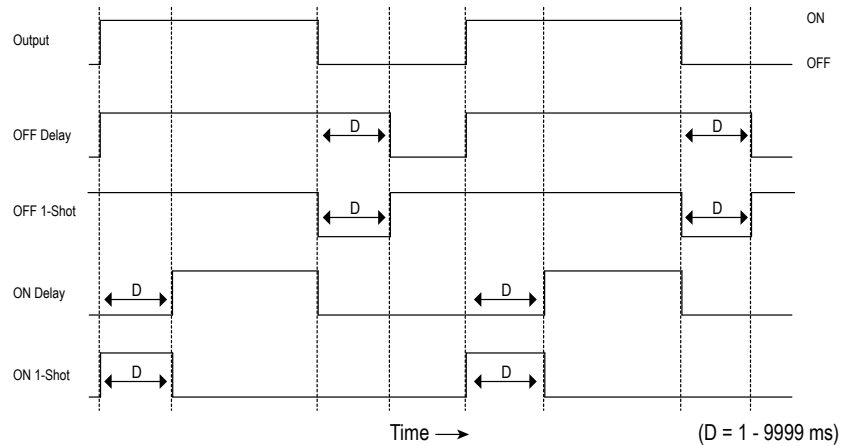 Output
ON
OFF
OFF Delay
D
D
OFF 1-Shot
D
D
ON Delay
D
D
ON 1-Shot
D
D
Time
(D = 1 - 9999 ms)